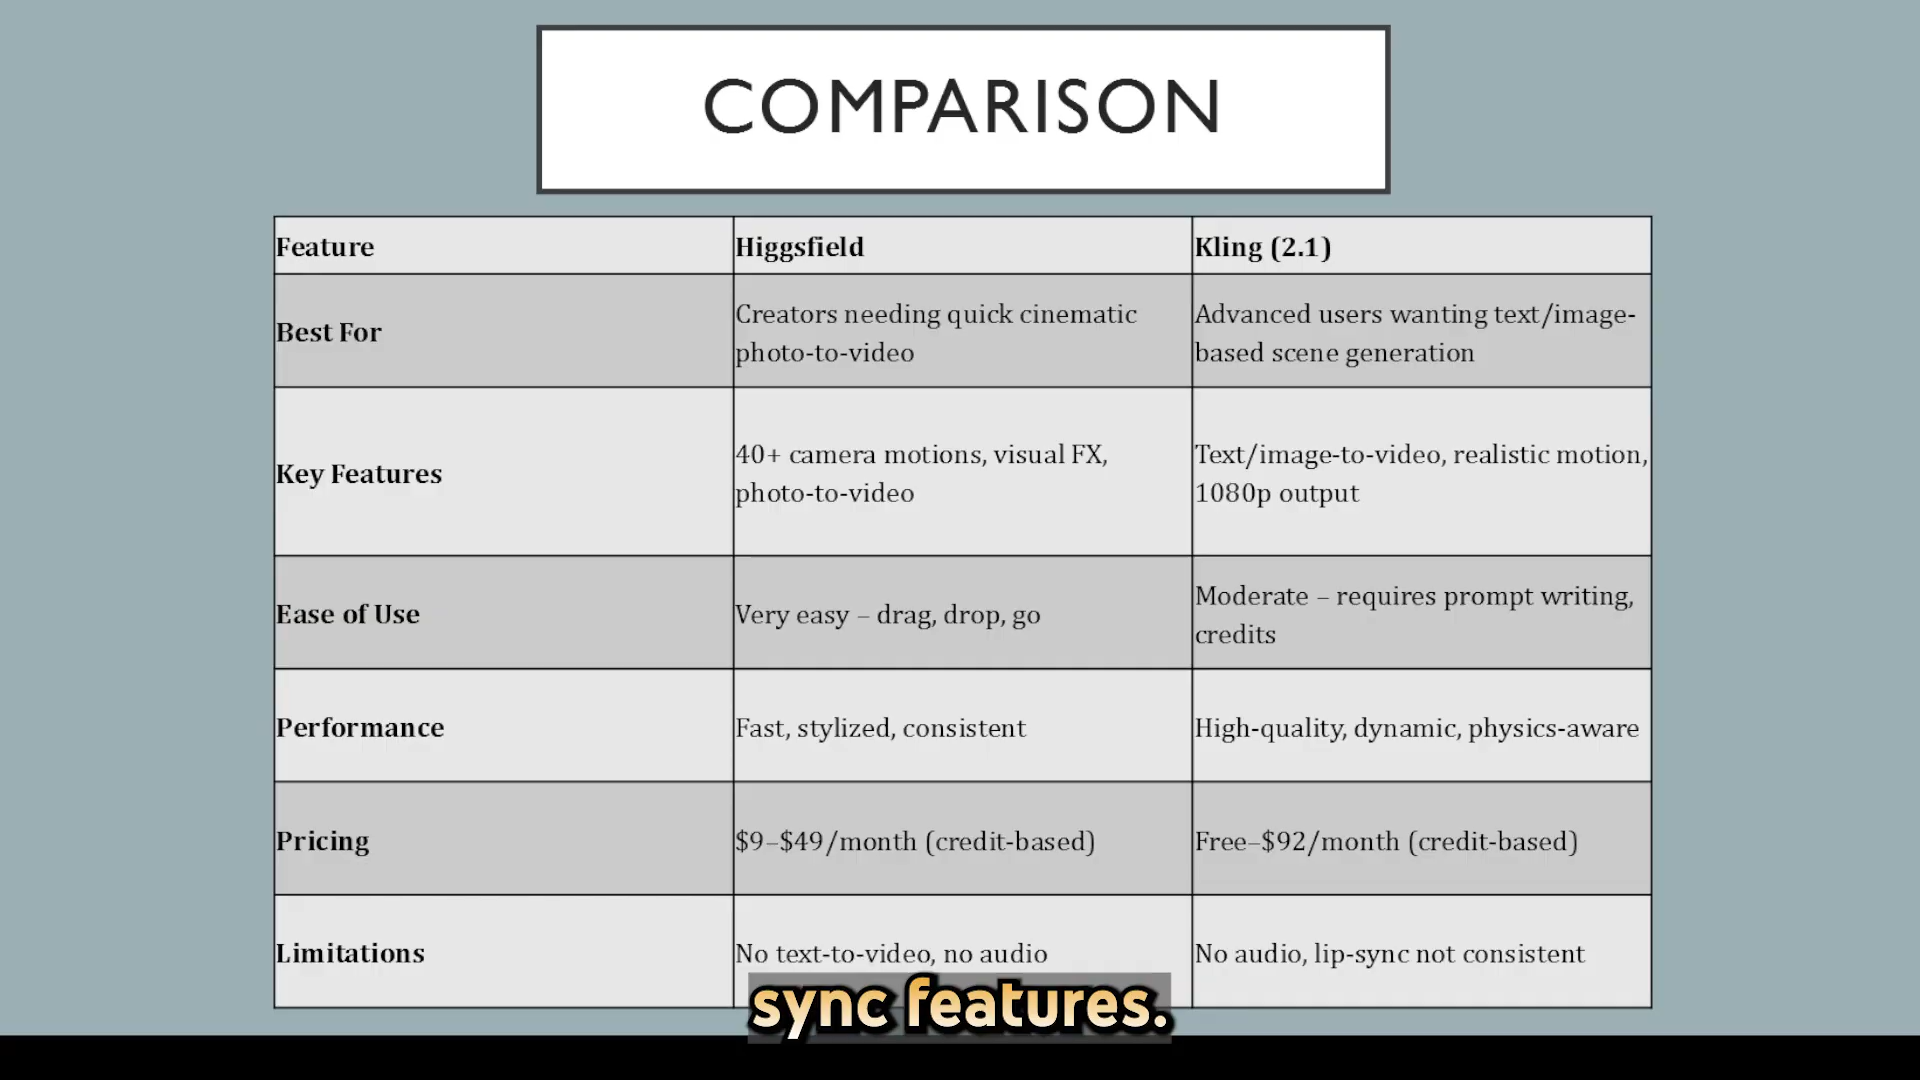 COMPARISON
Feature
Higgsfield
Kling (2.1)
Best For
Creators needing quick cinematic
photo-to-video
Advanced users wanting text/image-
based scene generation
Key Features
40+ camera motions, visual FX,
photo-to-video
Text/image-to-video, realistic motion,
1080p output
Ease of Use
Very easy – drag, drop, go
Moderate – requires prompt writing,
credits
Performance
Fast, stylized, consistent
High-quality, dynamic, physics-aware
Pricing
$9–$49/month (credit-based)
Free–$92/month (credit-based)
Limitations
No text-to-video, no audio
No audio, lip-sync not consistent
sync features.